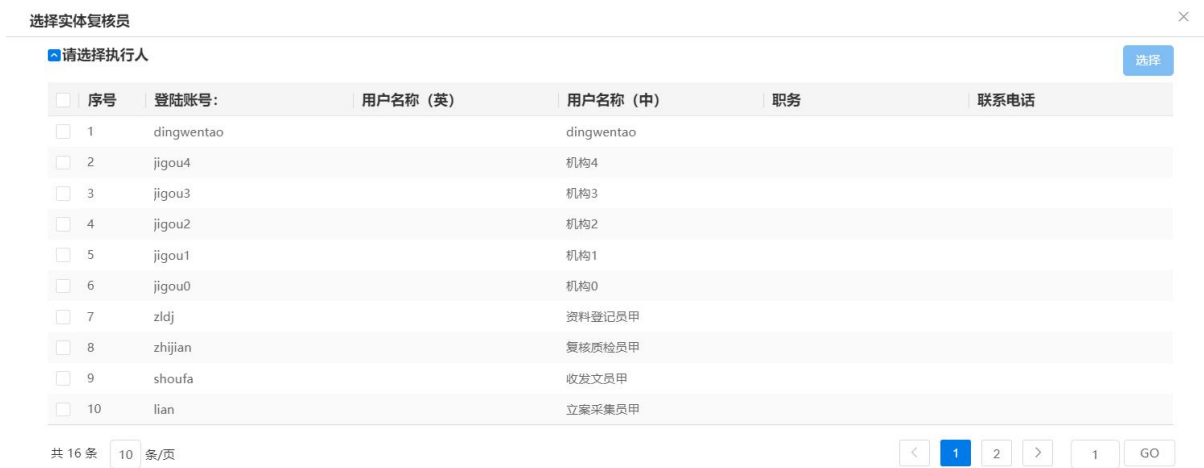 选择实体复核员
请选择执行人
选择
序号 登陆账号： 用户名称（英） 用户名称（中） 职务 联系电话
1 dingwentao dingwentao
2 jigou4 机构4
3 jigou3 机构3
4 jigou2 机构2
5 jigou1 机构1
6 jigou0 机构0
7 zldj 资料登记员甲
8 zhijian 复核质检员甲
9 shoufa 收发文员甲
10 lian 立案采集员甲
共 16 条 10 条/页 < 1 2 > 1 GO